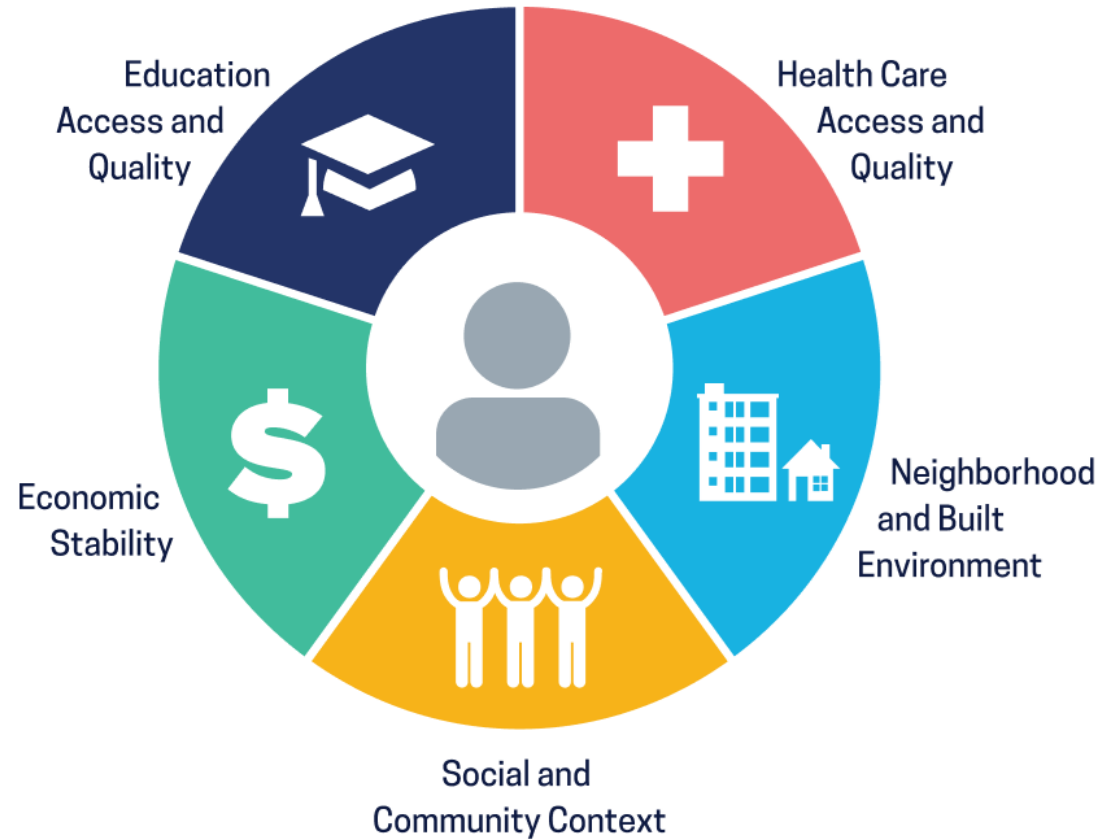 Education
Access and
Quality
Health Care
Access and
Quality
Economic
Stability
$
Neighborhood
and Built
Environment
Social and
Community Context